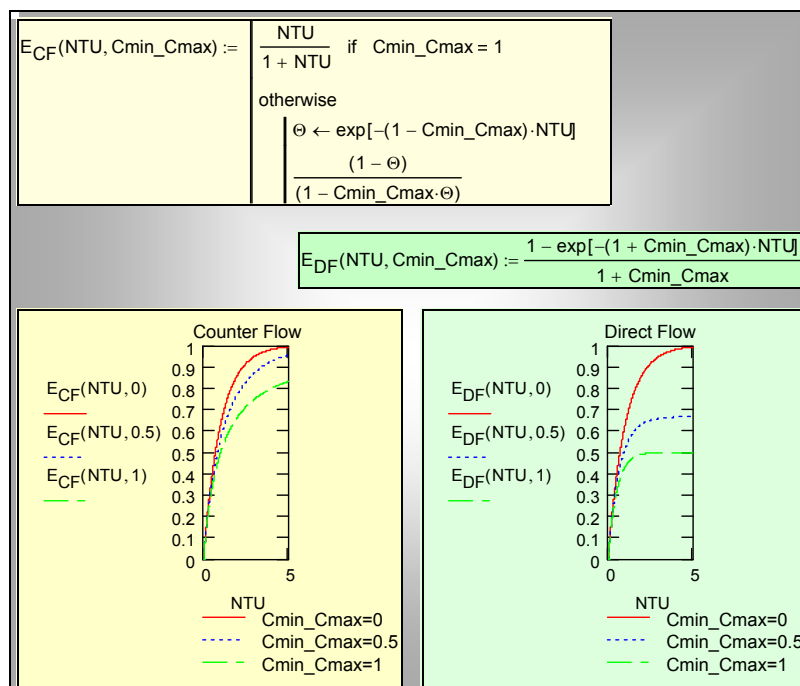 E_CF(NTU, Cmin_Cmax) := NTU / (1 + NTU) if Cmin_Cmax = 1
otherwise
Θ ← exp[-(1 - Cmin_Cmax)·NTU]
(1 - Θ) / (1 - Cmin_Cmax·Θ)
E_DF(NTU, Cmin_Cmax) := (1 - exp[-(1 + Cmin_Cmax)·NTU]) / (1 + Cmin_Cmax)
Counter Flow
1
0.9
0.8
0.7
0.6
0.5
0.4
0.3
0.2
0.1
0
E_CF(NTU, 0)
E_CF(NTU, 0.5)
E_CF(NTU, 1)
0 5
NTU
Cmin_Cmax=0
Cmin_Cmax=0.5
Cmin_Cmax=1
Direct Flow
1
0.9
0.8
0.7
0.6
0.5
0.4
0.3
0.2
0.1
0
E_DF(NTU, 0)
E_DF(NTU, 0.5)
E_DF(NTU, 1)
0 5
NTU
Cmin_Cmax=0
Cmin_Cmax=0.5
Cmin_Cmax=1